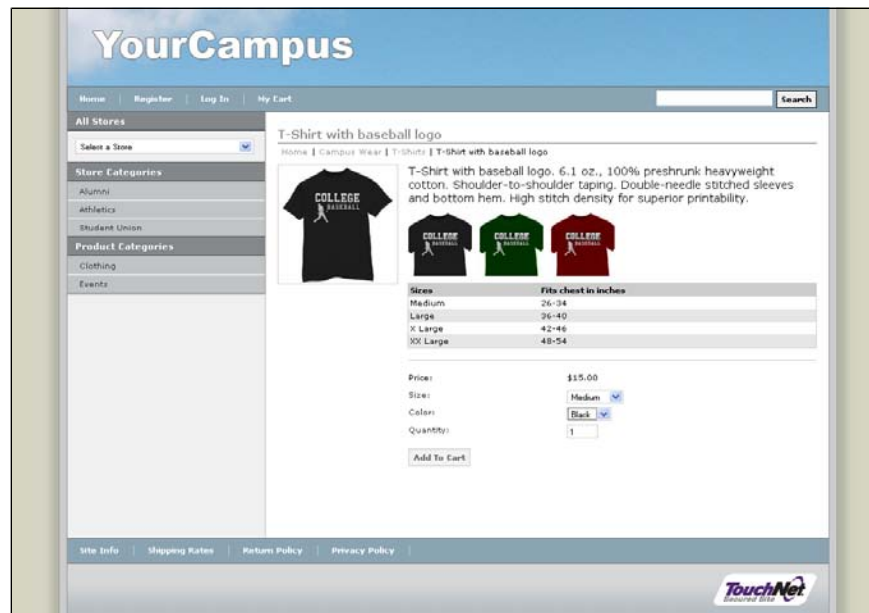 YourCampus
Home | Register | Log In | My Cart
Search
All Stores
Select a Store
Store Categories
Alumni
Athletics
Student Union
Product Categories
Clothing
Events
T-Shirt with baseball logo
Home | Campus Wear | T-Shirts | T-Shirt with baseball logo
COLLEGE
BASEBALL
T-Shirt with baseball logo. 6.1 oz., 100% preshrunk heavyweight
cotton. Shoulder-to-shoulder taping. Double-needle stitched sleeves
and bottom hem. High stitch density for superior printability.
COLLEGE COLLEGE COLLEGE
BASEBALL BASEBALL BASEBALL
Sizes Fits chest in inches
Medium 26-34
Large 36-40
X Large 42-46
XX Large 48-54
Price: $15.00
Size: Medium
Color: Black
Quantity: 1
Add To Cart
Site Info | Shipping Rates | Return Policy | Privacy Policy |
TouchNet
Secured Site